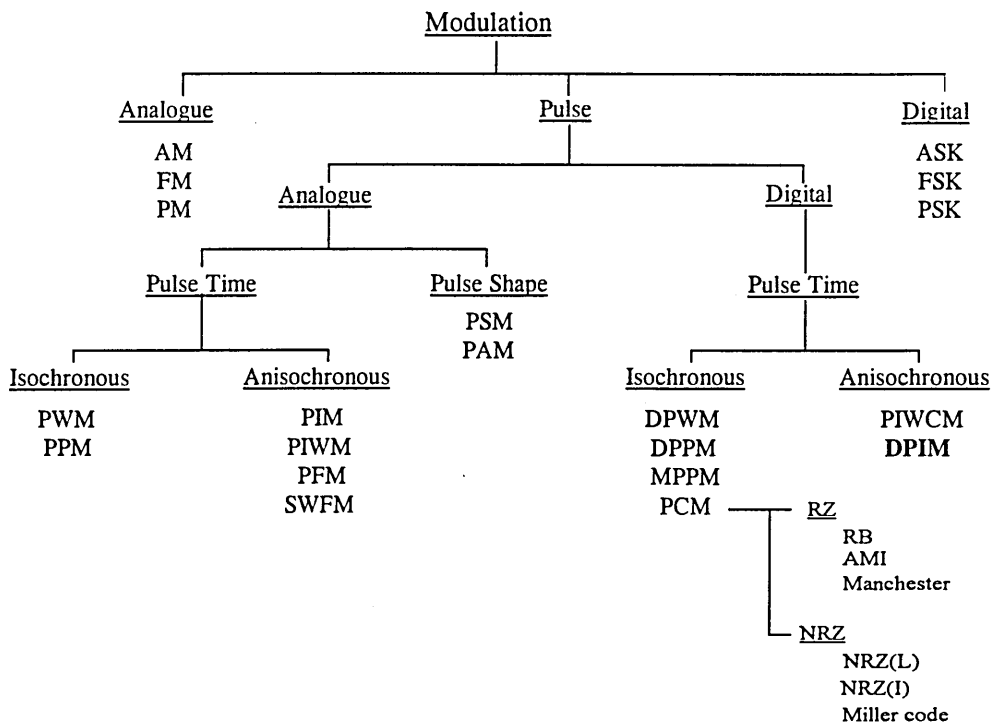 Modulation
Analogue Pulse Digital
AM ASK
FM FSK
PM PSK
Analogue Digital
Pulse Time Pulse Shape Pulse Time
PSM
PAM
Isochronous Anisochronous Isochronous Anisochronous
PWM PIM DPWM PIWCM
PPM PIWM DPPM DPIM
PFM MPPM
SWFM PCM RZ
RB
AMI
Manchester
NRZ
NRZ(L)
NRZ(I)
Miller code